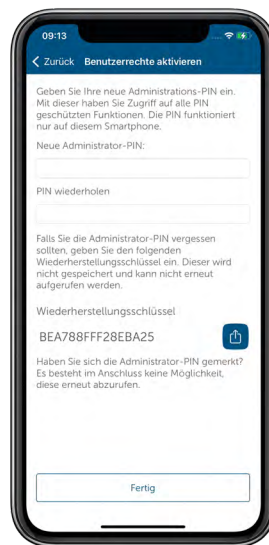 09:13
Zurück Benutzerrechte aktivieren
Geben Sie Ihre neue Administrations-PIN ein.
Mit dieser haben Sie Zugriff auf alle PIN
geschützten Funktionen. Die PIN funktioniert
nur auf diesem Smartphone.
Neue Administrator-PIN:
PIN wiederholen
Falls Sie die Administrator-PIN vergessen
sollten, geben Sie den folgenden
Wiederherstellungsschlüssel ein. Dieser wird
nicht gespeichert und kann nicht erneut
aufgerufen werden.
Wiederherstellungsschlüssel
BEA788FFF28EBA25
Haben Sie sich die Administrator-PIN gemerkt?
Es besteht im Anschluss keine Möglichkeit,
diese erneut abzurufen.
Fertig